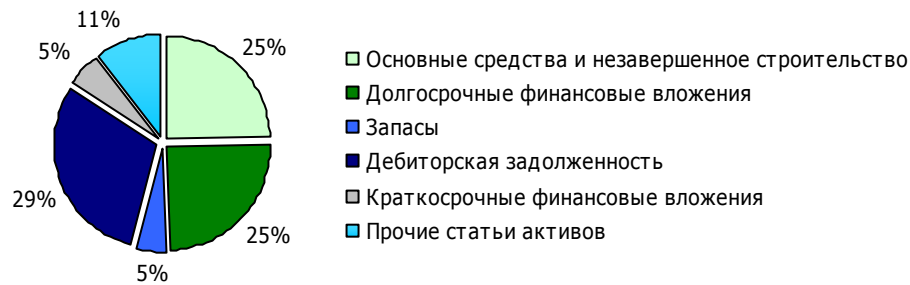 11%
5%
25%
29%
5%
25%
Основные средства и незавершенное строительство
Долгосрочные финансовые вложения
Запасы
Дебиторская задолженность
Краткосрочные финансовые вложения
Прочие статьи активов